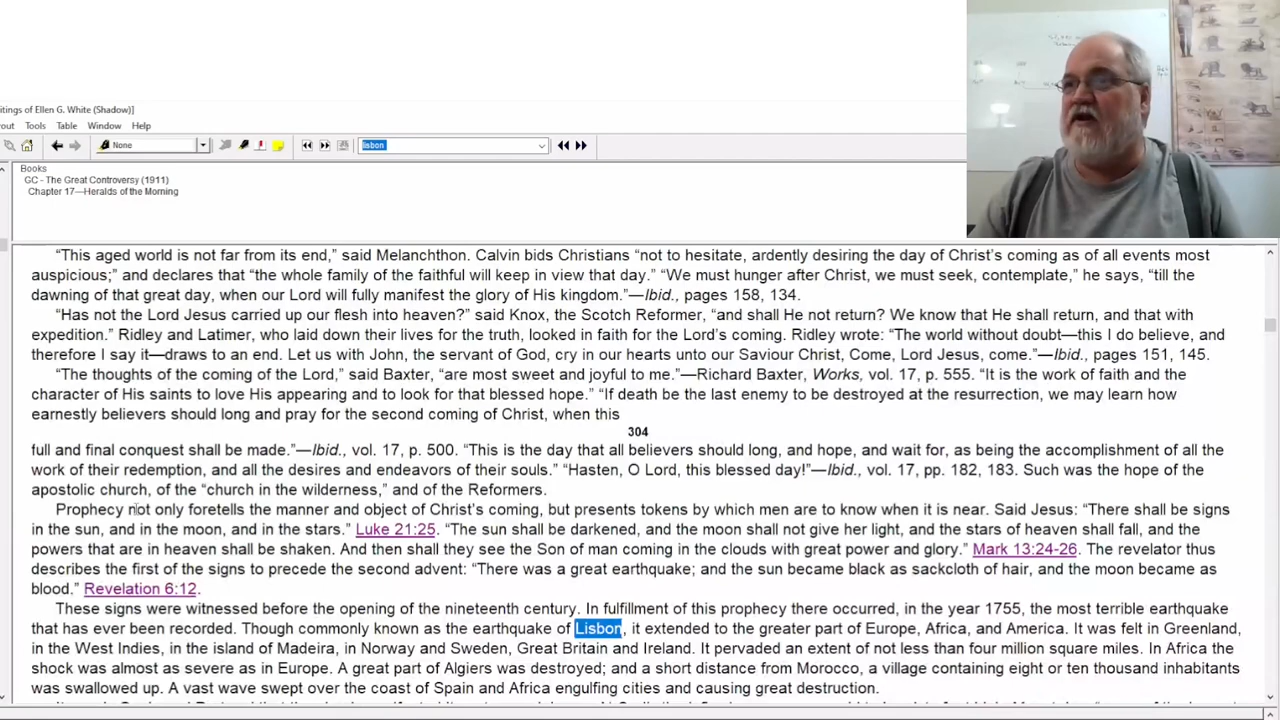 itings of Ellen G. White (Shadow)]
out Tools Table Window Help
None
lisbon
Books
GC - The Great Controversy (1911)
Chapter 17—Heralds of the Morning
“This aged world is not far from its end,” said Melanchthon. Calvin bids Christians “not to hesitate, ardently desiring the day of Christ’s coming as of all events most
auspicious;” and declares that “the whole family of the faithful will keep in view that day.” “We must hunger after Christ, we must seek, contemplate,” he says, “till the
dawning of that great day, when our Lord will fully manifest the glory of His kingdom.”—Ibid., pages 158, 134.
“Has not the Lord Jesus carried up our flesh into heaven?” said Knox, the Scotch Reformer, “and shall He not return? We know that He shall return, and that with
expedition.” Ridley and Latimer, who laid down their lives for the truth, looked in faith for the Lord’s coming. Ridley wrote: “The world without doubt—this I do believe, and
therefore I say it—draws to an end. Let us with John, the servant of God, cry in our hearts unto our Saviour Christ, Come, Lord Jesus, come.”—Ibid., pages 151, 145.
“The thoughts of the coming of the Lord,” said Baxter, “are most sweet and joyful to me.”—Richard Baxter, Works, vol. 17, p. 555. “It is the work of faith and the
character of His saints to love His appearing and to look for that blessed hope.” “If death be the last enemy to be destroyed at the resurrection, we may learn how
earnestly believers should long and pray for the second coming of Christ, when this
304
full and final conquest shall be made.”—Ibid., vol. 17, p. 500. “This is the day that all believers should long, and hope, and wait for, as being the accomplishment of all the
work of their redemption, and all the desires and endeavors of their souls.” “Hasten, O Lord, this blessed day!”—Ibid., vol. 17, pp. 182, 183. Such was the hope of the
apostolic church, of the “church in the wilderness,” and of the Reformers.
Prophecy not only foretells the manner and object of Christ’s coming, but presents tokens by which men are to know when it is near. Said Jesus: “There shall be signs
in the sun, and in the moon, and in the stars.” Luke 21:25. “The sun shall be darkened, and the moon shall not give her light, and the stars of heaven shall fall, and the
powers that are in heaven shall be shaken. And then shall they see the Son of man coming in the clouds with great power and glory.” Mark 13:24-26. The revelator thus
describes the first of the signs to precede the second advent: “There was a great earthquake; and the sun became black as sackcloth of hair, and the moon became as
blood.” Revelation 6:12.
These signs were witnessed before the opening of the nineteenth century. In fulfillment of this prophecy there occurred, in the year 1755, the most terrible earthquake
that has ever been recorded. Though commonly known as the earthquake of Lisbon, it extended to the greater part of Europe, Africa, and America. It was felt in Greenland,
in the West Indies, in the island of Madeira, in Norway and Sweden, Great Britain and Ireland. It pervaded an extent of not less than four million square miles. In Africa the
shock was almost as severe as in Europe. A great part of Algiers was destroyed; and a short distance from Morocco, a village containing eight or ten thousand inhabitants
was swallowed up. A vast wave swept over the coast of Spain and Africa engulfing cities and causing great destruction.